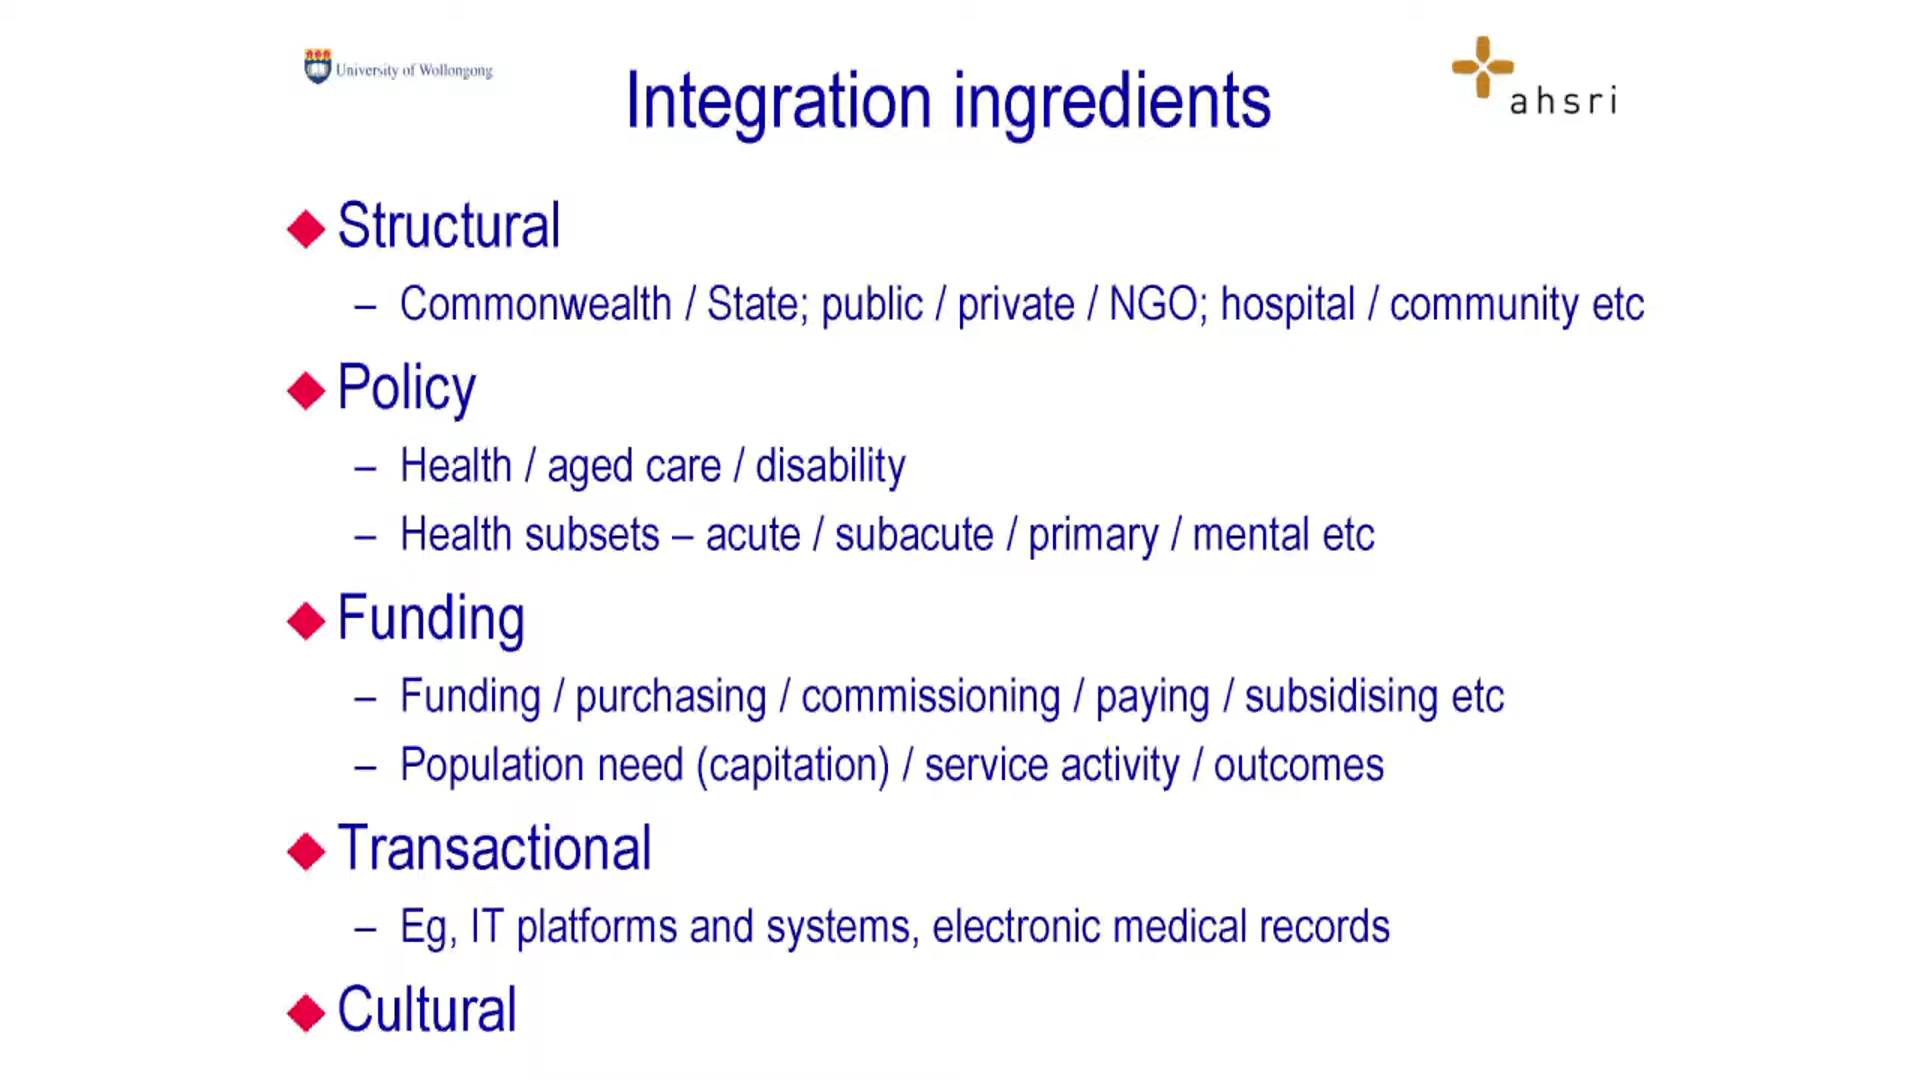 University of Wollongong
Integration ingredients
ahsri
Structural
– Commonwealth / State; public / private / NGO; hospital / community etc
Policy
– Health / aged care / disability
– Health subsets – acute / subacute / primary / mental etc
Funding
– Funding / purchasing / commissioning / paying / subsidising etc
– Population need (capitation) / service activity / outcomes
Transactional
– Eg, IT platforms and systems, electronic medical records
Cultural